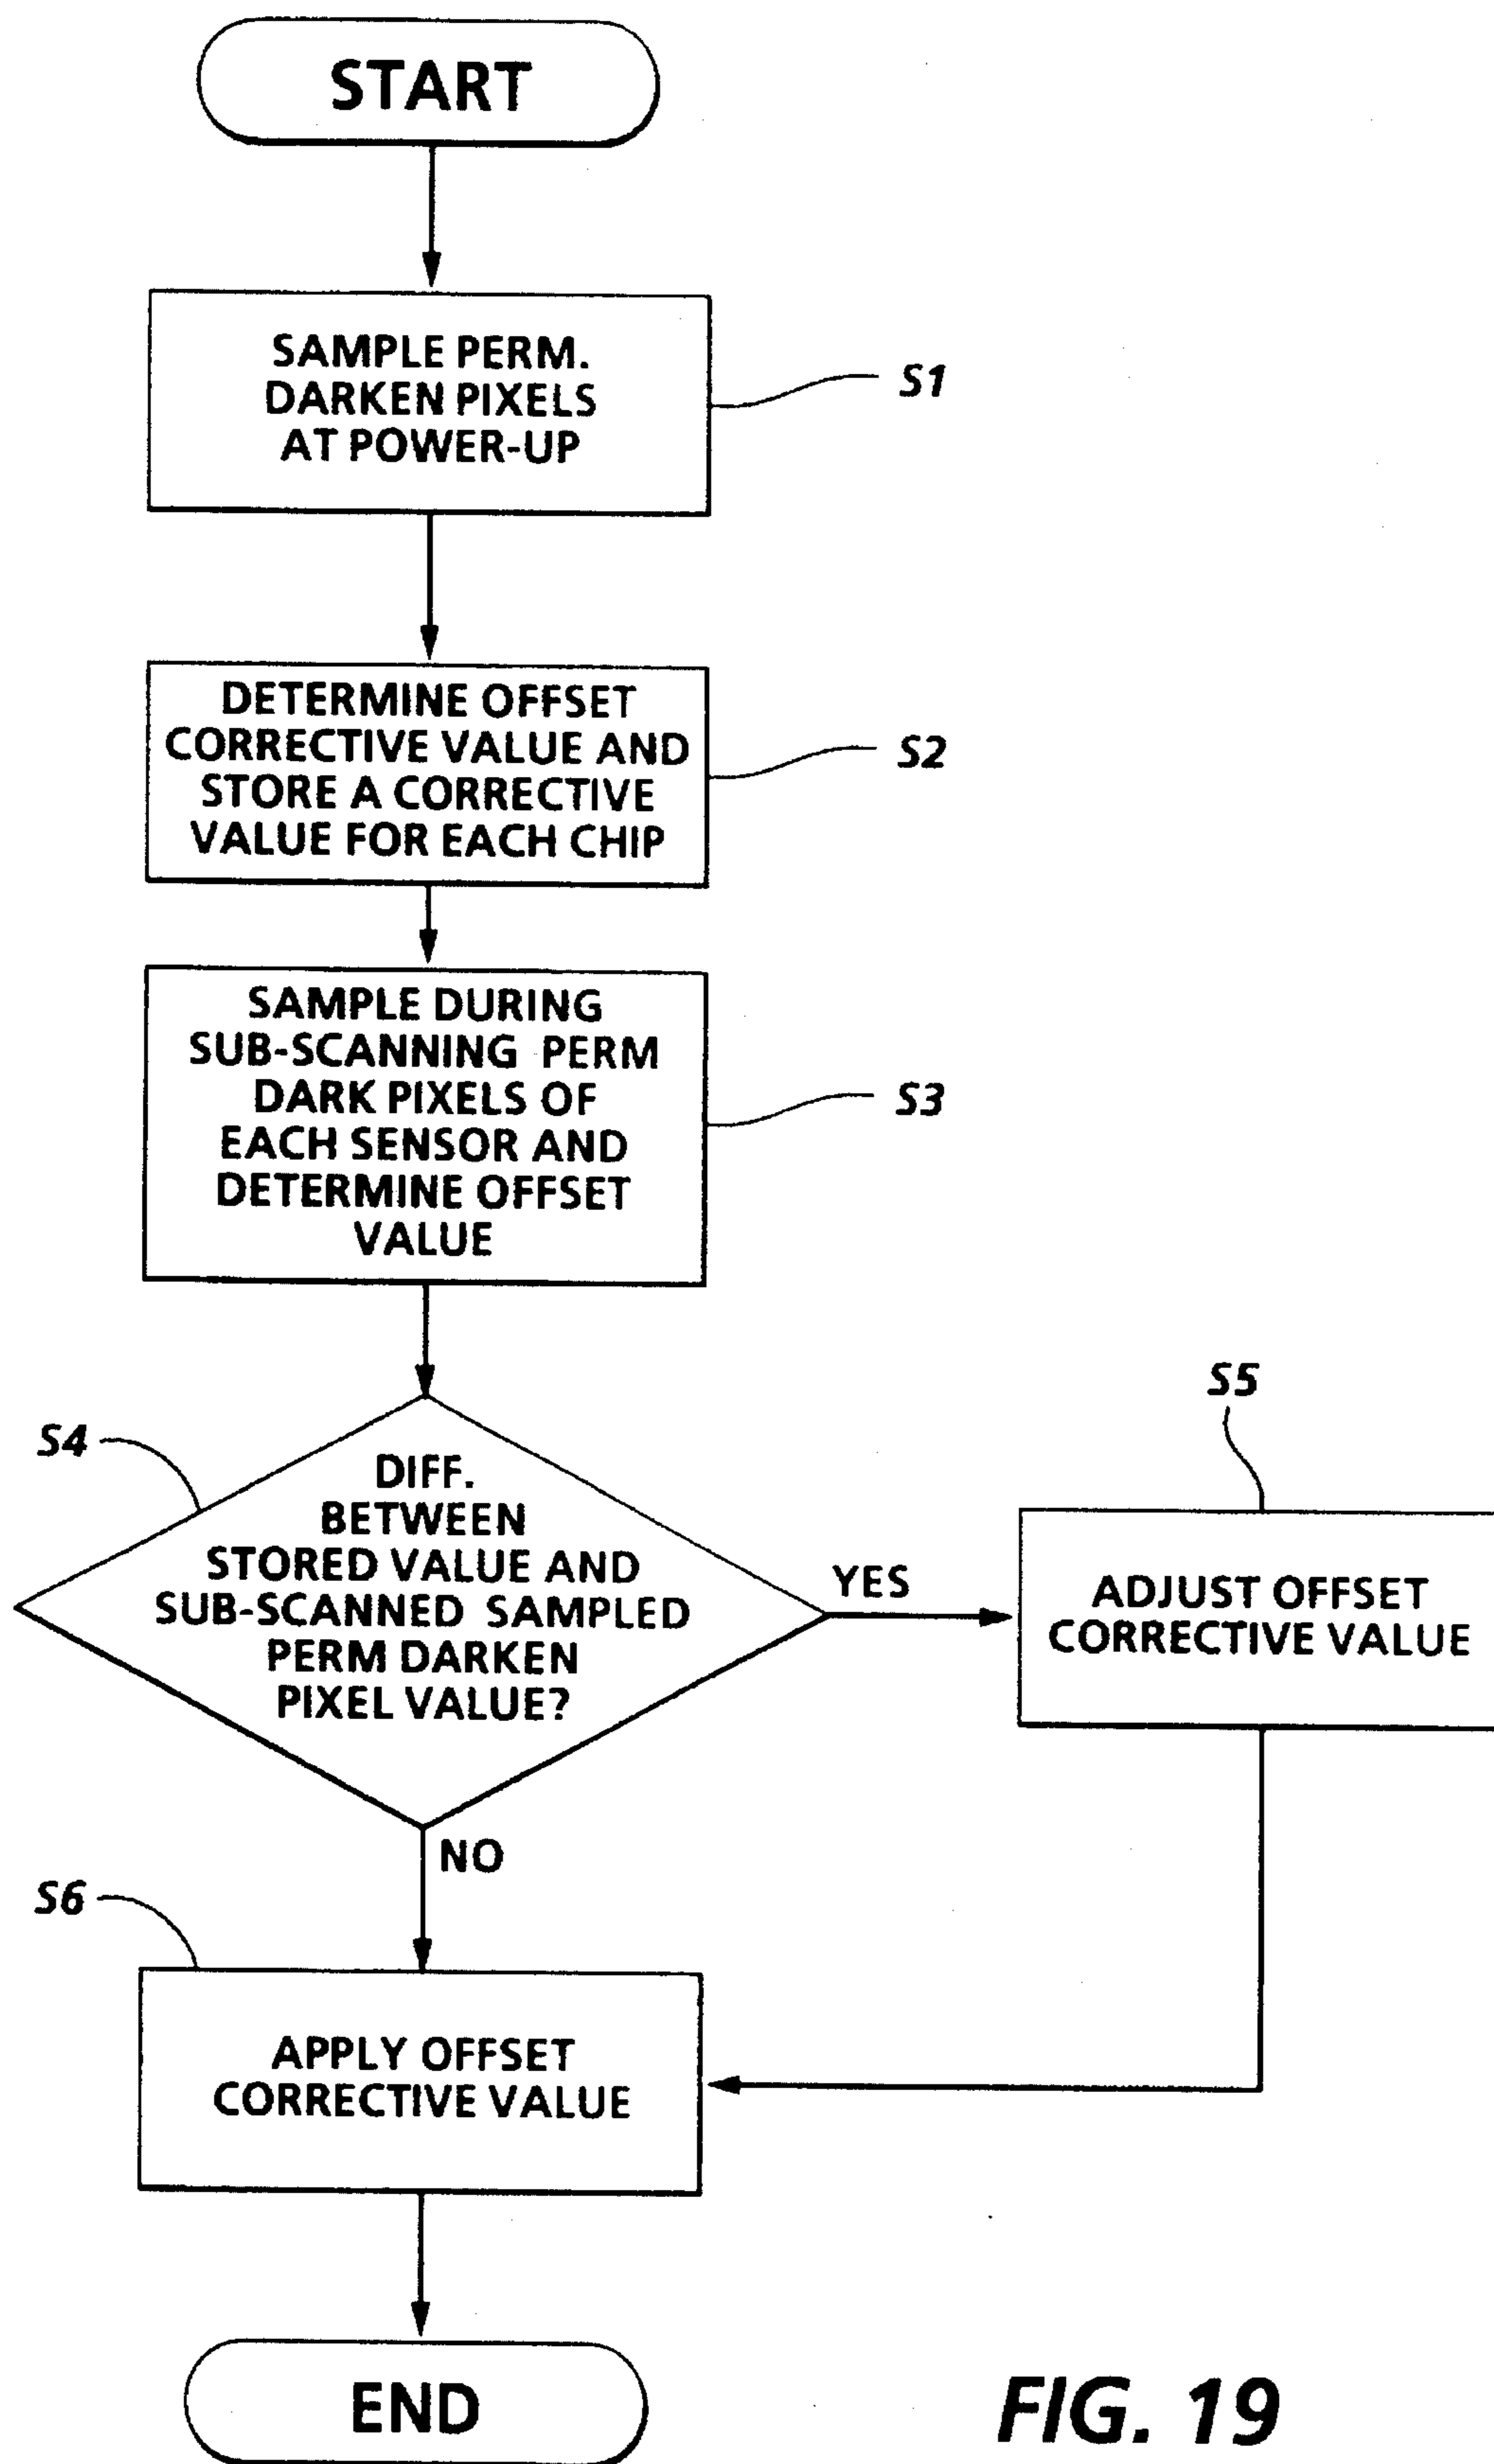 START
SAMPLE PERM.
DARKEN PIXELS
AT POWER-UP
S1
DETERMINE OFFSET
CORRECTIVE VALUE AND
STORE A CORRECTIVE
VALUE FOR EACH CHIP
S2
SAMPLE DURING
SUB-SCANNING PERM
DARK PIXELS OF
EACH SENSOR AND
DETERMINE OFFSET
VALUE
S3
S4
DIFF.
BETWEEN
STORED VALUE AND
SUB-SCANNED SAMPLED
PERM DARKEN
PIXEL VALUE?
YES
S5
ADJUST OFFSET
CORRECTIVE VALUE
NO
S6
APPLY OFFSET
CORRECTIVE VALUE
END
FIG. 19